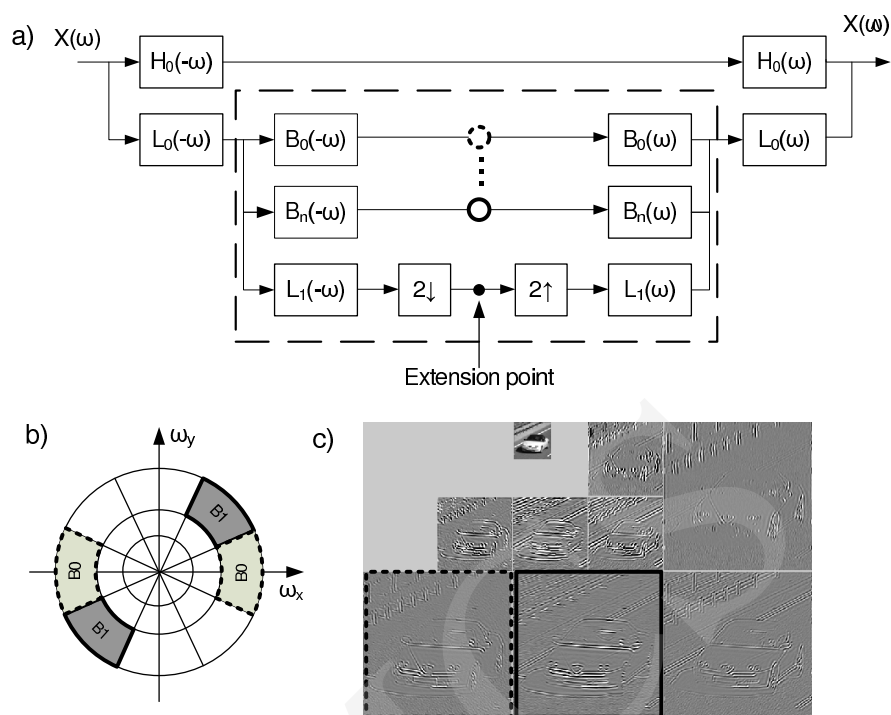 a)
X(ω)
X(ω)
H₀(-ω)
H₀(ω)
L₀(-ω)
B₀(-ω)
B₀(ω)
L₀(ω)
Bₙ(-ω)
Bₙ(ω)
L₁(-ω)
2↓
2↑
L₁(ω)
Extension point
b)
ωy
c)
B1
B0
B0
ωx
B1